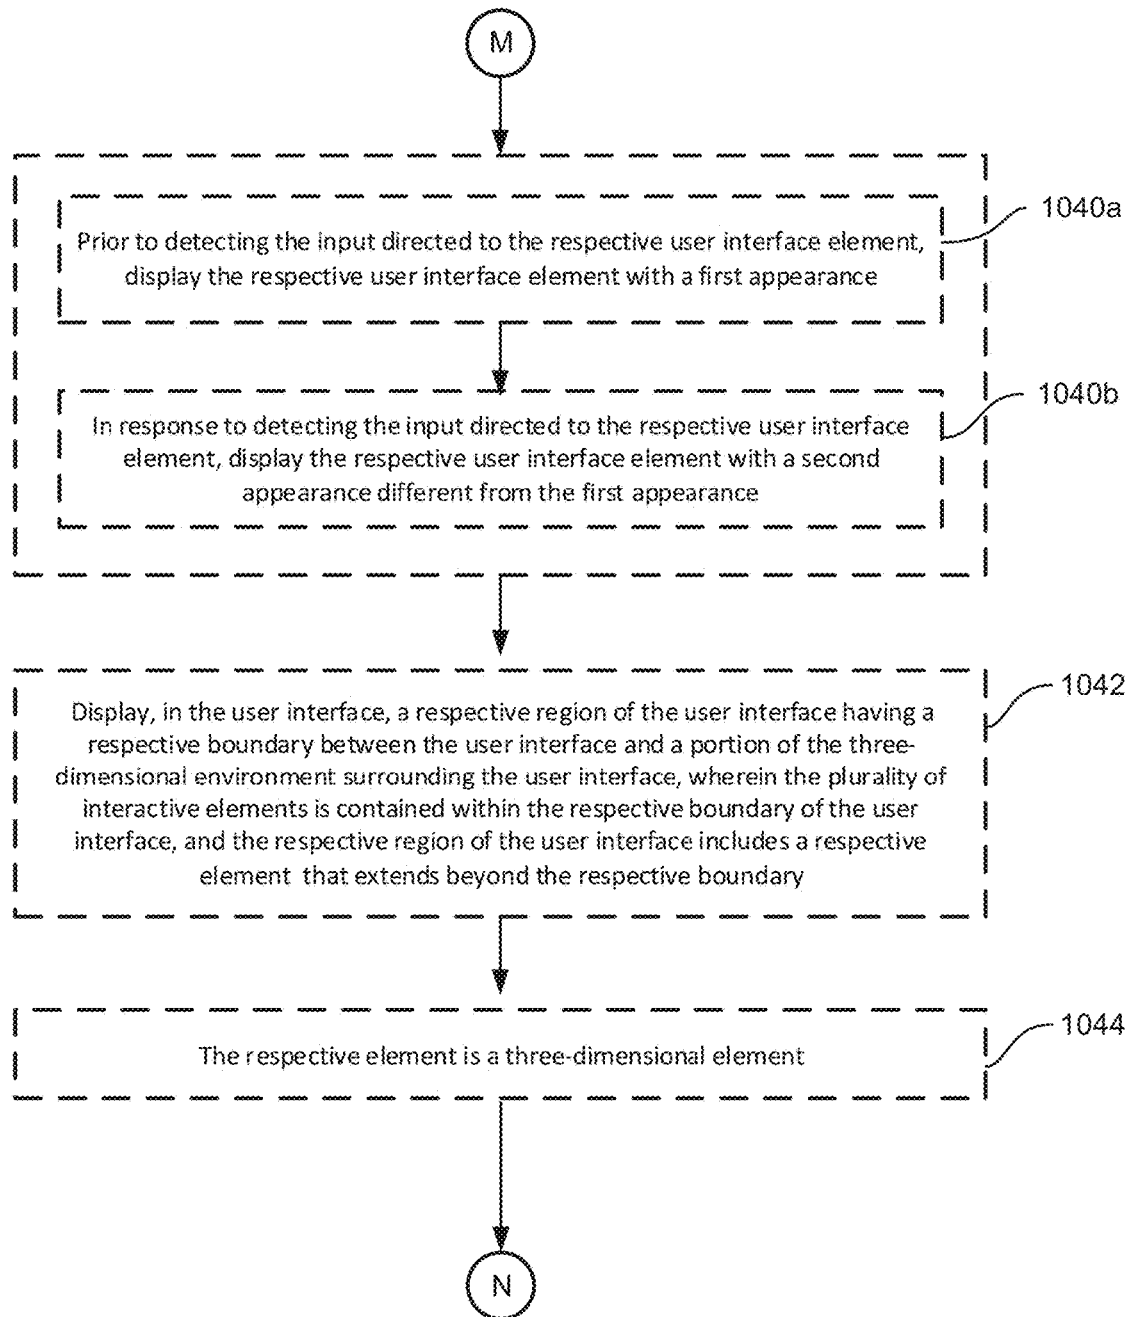 M
1040a
Prior to detecting the input directed to the respective user interface element,
display the respective user interface element with a first appearance
1040b
In response to detecting the input directed to the respective user interface
element, display the respective user interface element with a second
appearance different from the first appearance
1042
Display, in the user interface, a respective region of the user interface having a
respective boundary between the user interface and a portion of the three-
dimensional environment surrounding the user interface, wherein the plurality of
interactive elements is contained within the respective boundary of the user
interface, and the respective region of the user interface includes a respective
element that extends beyond the respective boundary
1044
The respective element is a three-dimensional element
N